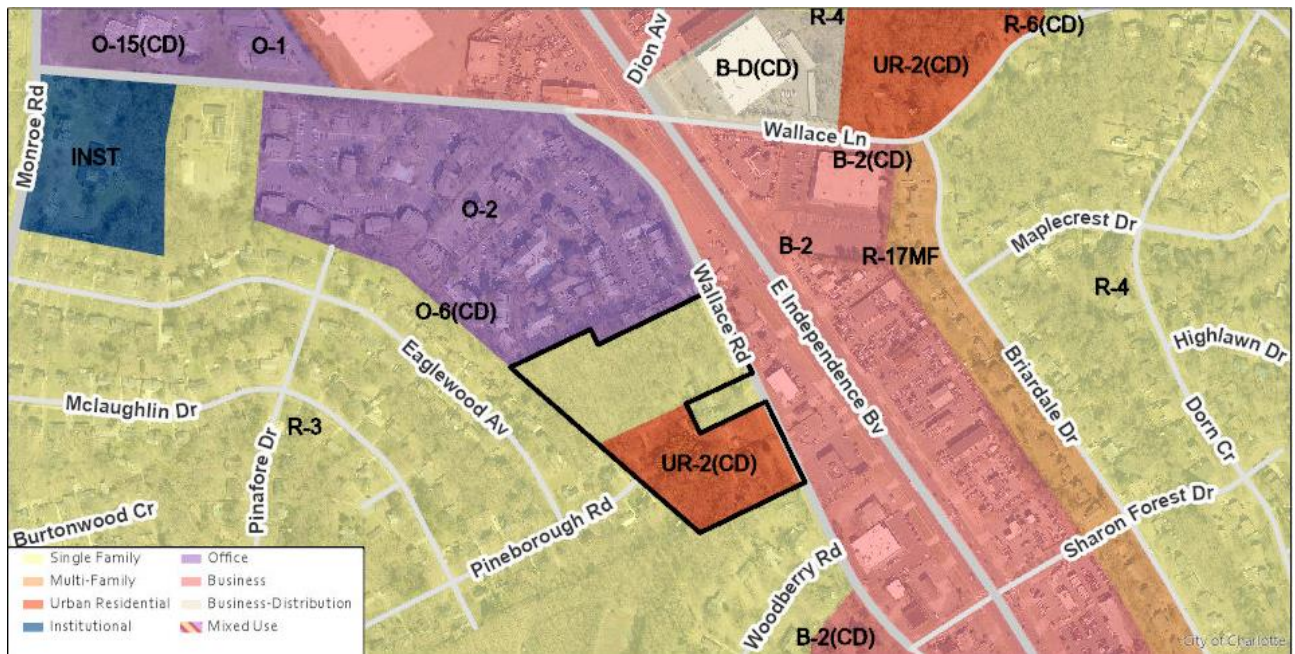 O-15(CD)
O-1
Dion Av
R-4
R-6(CD)
B-D(CD)
UR-2(CD)
Monroe Rd
INST
Wallace Ln
B-2(CD)
O-2
Maplecrest Dr
B-2
R-17MF
R-4
Wallace Rd
E Independence Bv
O-6(CD)
Eaglewood Av
Highlawn Dr
Briardale Dr
Mclaughlin Dr
R-3
Pinafore Dr
Dorn Cr
UR-2(CD)
Burtonwood Cr
Pineborough Rd
Sharon Forest Dr
Woodberry Rd
B-2(CD)
Single Family
Multi-Family
Urban Residential
Institutional
Office
Business
Business-Distribution
Mixed Use
City of Charlotte